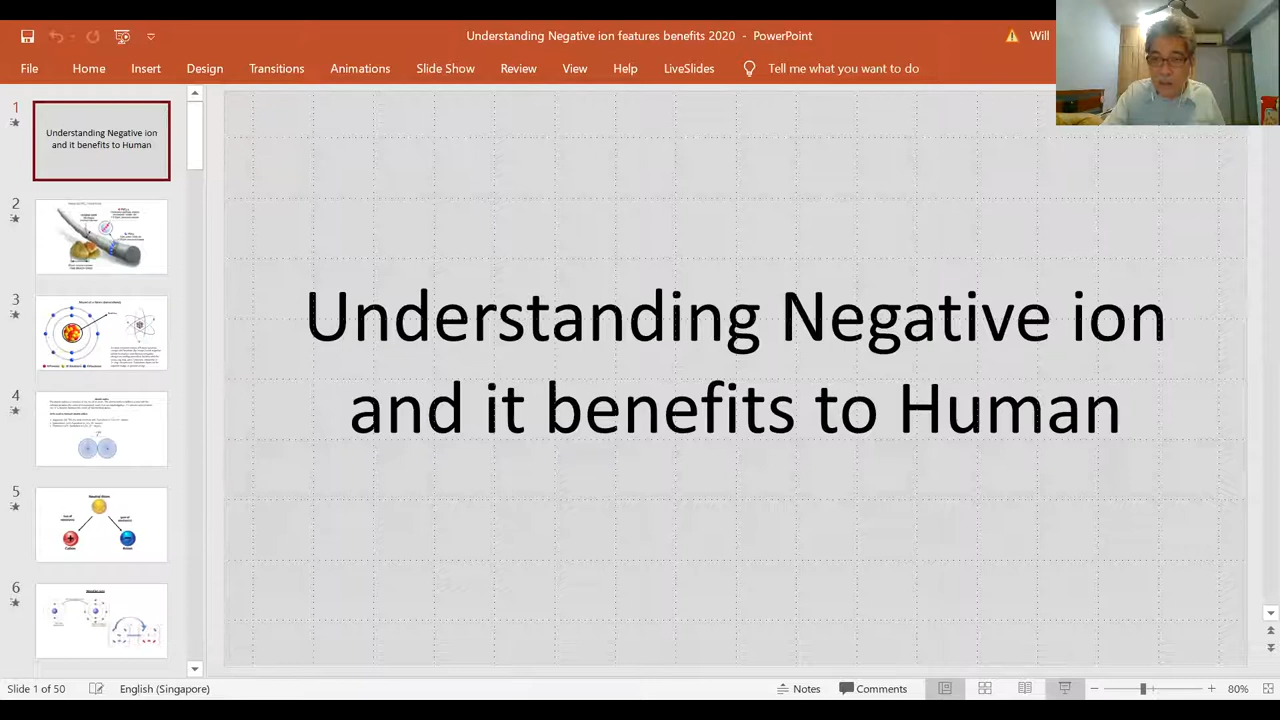 Understanding Negative ion features benefits 2020 - PowerPoint
Will
File Home Insert Design Transitions Animations Slide Show Review View Help LiveSlides Tell me what you want to do
1
Understanding Negative ion
and it benefits to Human
2
3
4
5
Cation
6
Understanding Negative ion
and it benefits to Human
Slide 1 of 50 English (Singapore) Notes Comments 80%